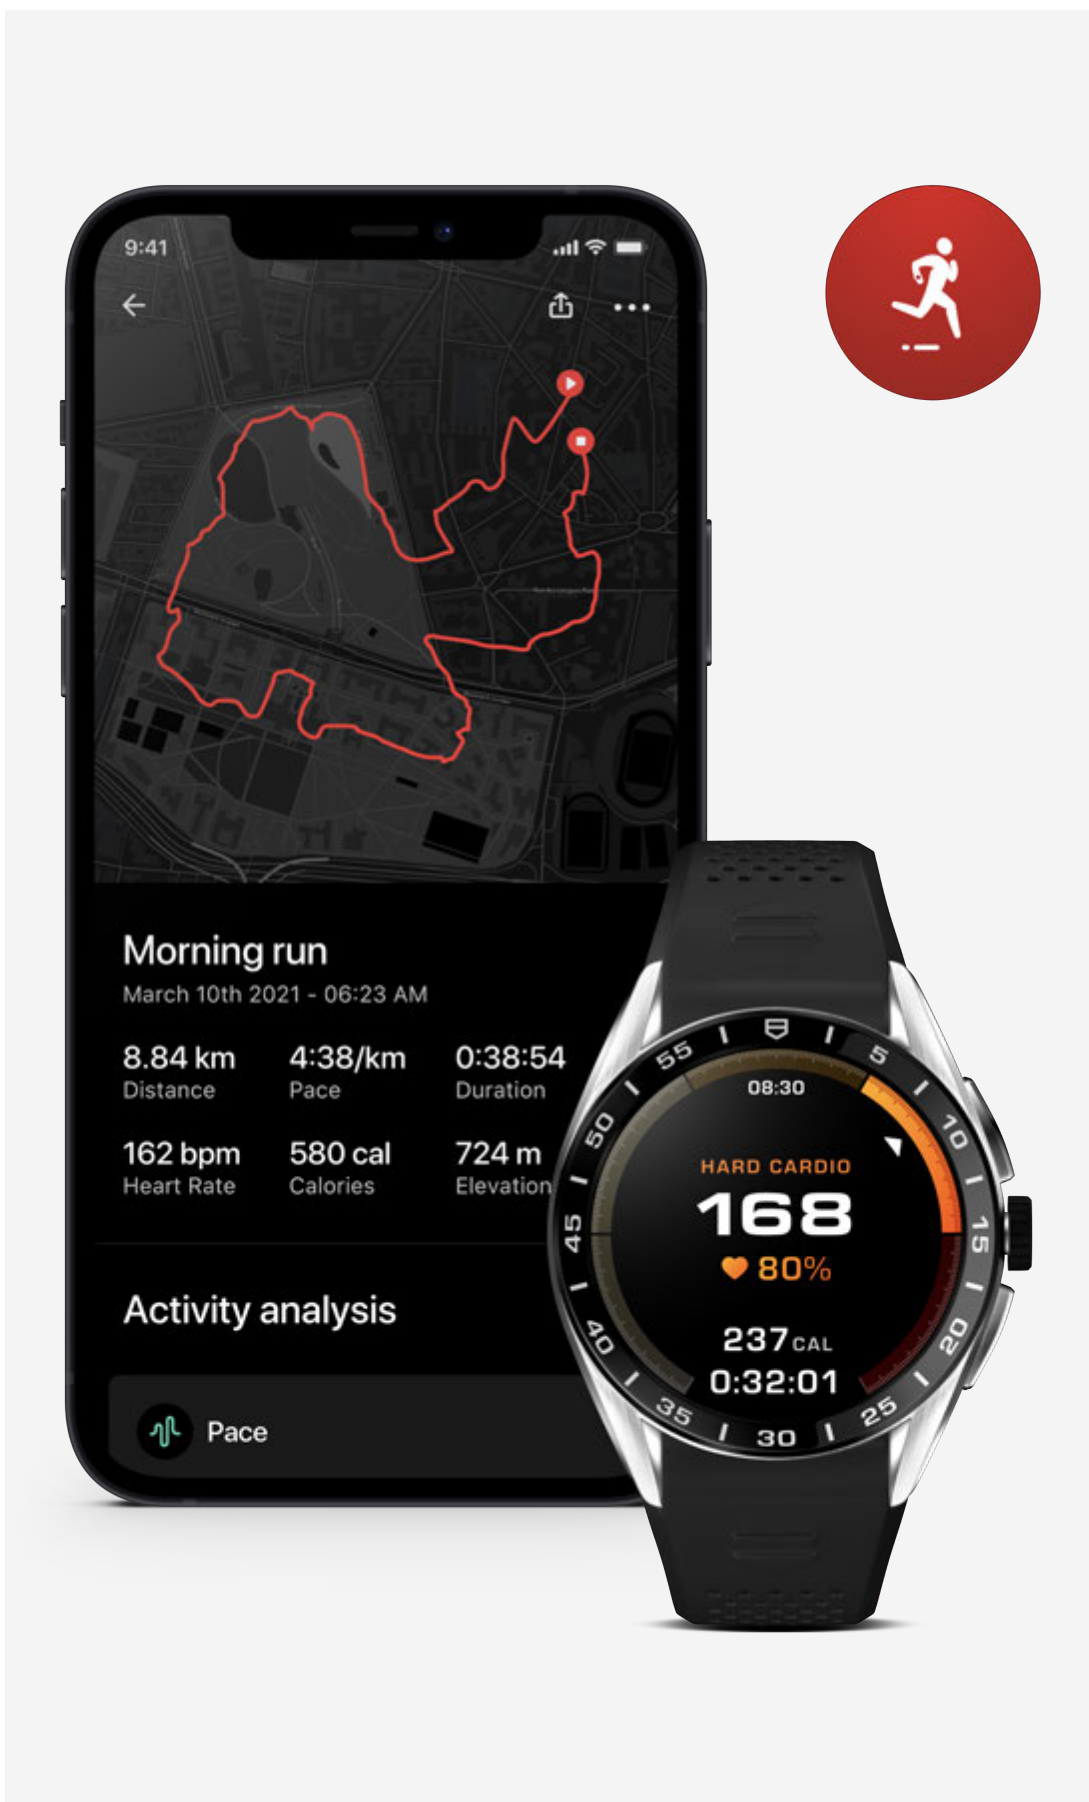 9:41
Morning run
March 10th 2021 - 06:23 AM
8.84 km 4:38/km 0:38:54
Distance Pace Duration
162 bpm 580 cal 724 m
Heart Rate Calories Elevation
Activity analysis
Pace
55 5 10 15 20 25 30 35 40 45 50
08:30
HARD CARDIO
168
80%
237 CAL
0:32:01